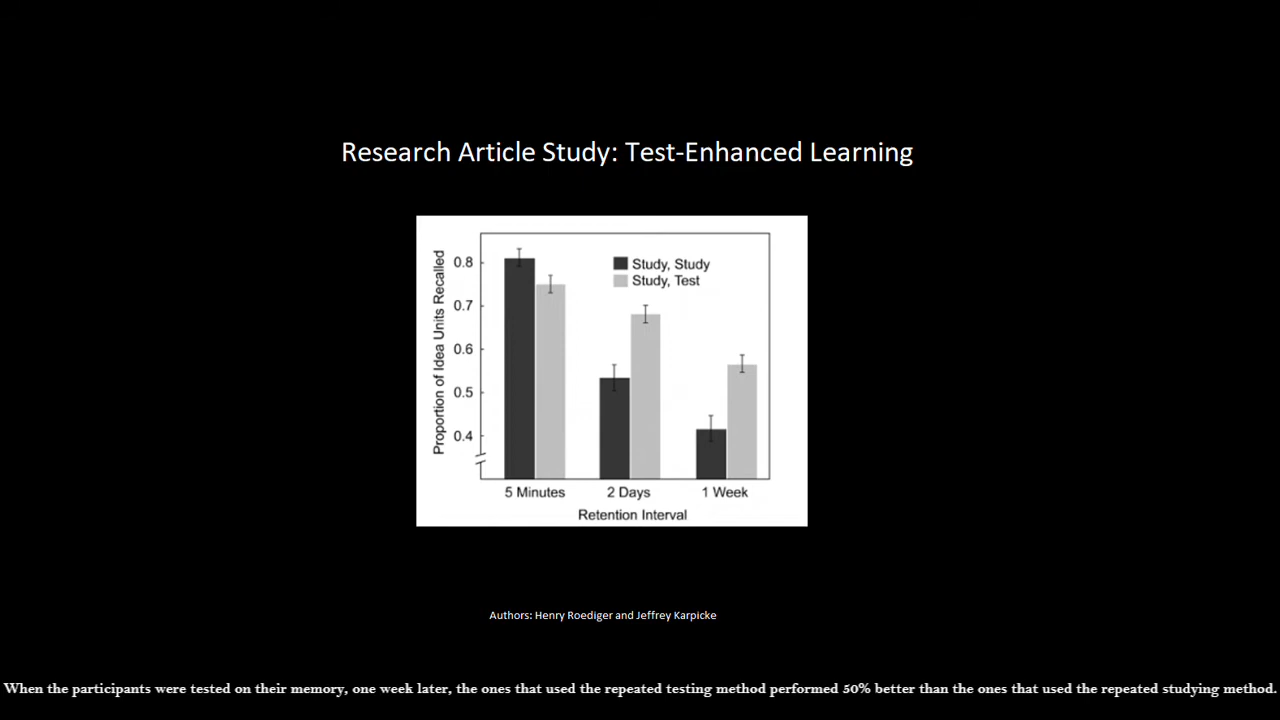 Research Article Study: Test-Enhanced Learning
Proportion of Idea Units Recalled
0.8
0.7
0.6
0.5
0.4
Study, Study
Study, Test
5 Minutes 2 Days 1 Week
Retention Interval
Authors: Henry Roediger and Jeffrey Karpicke
When the participants were tested on their memory, one week later, the ones that used the repeated testing method performed 50% better than the ones that used the repeated studying method.